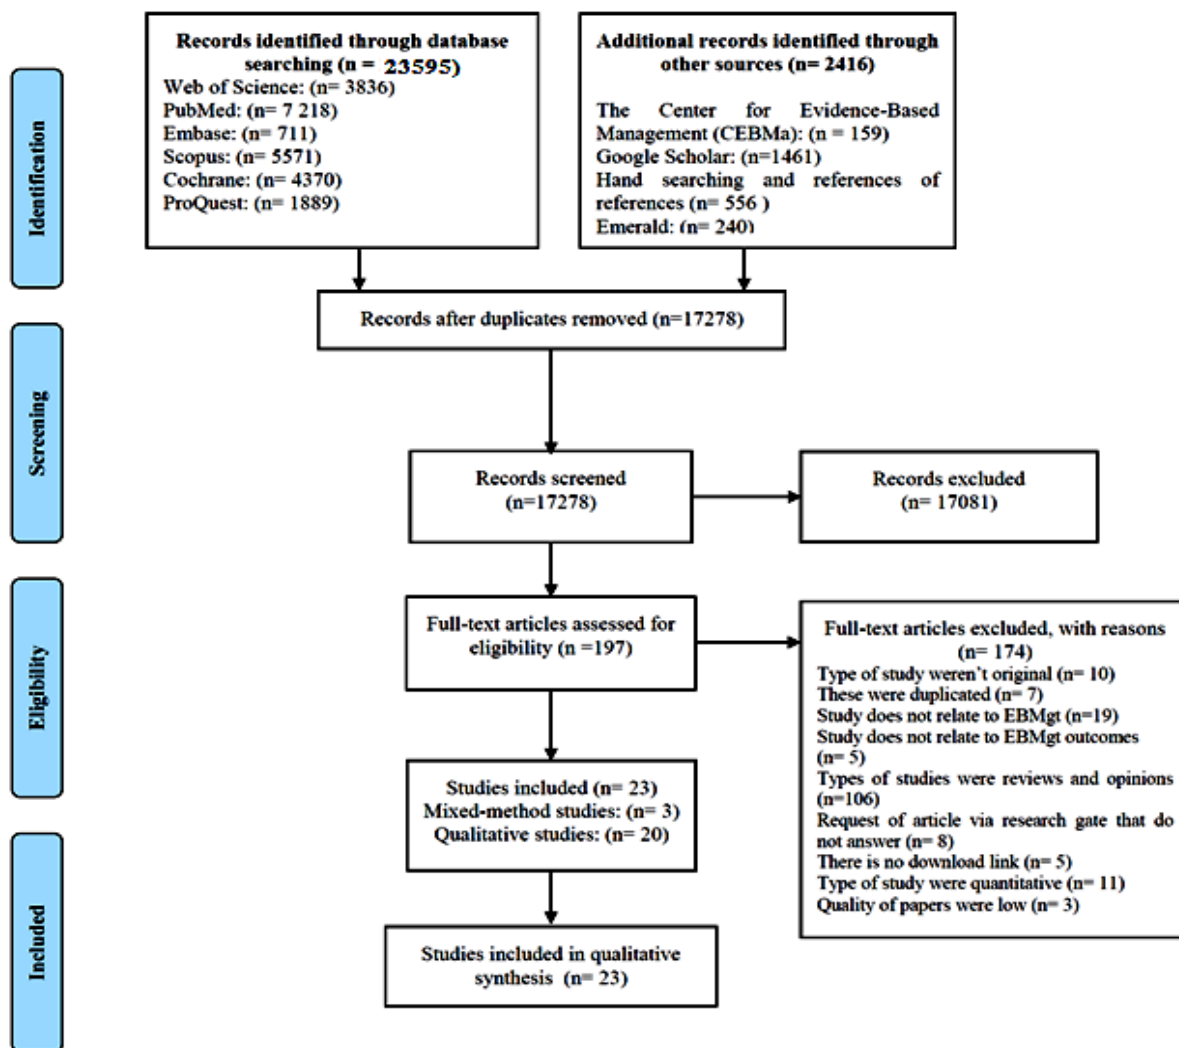 Records identified through database
searching (n = 23595)
Web of Science: (n= 3836)
PubMed: (n= 7 218)
Embase: (n= 711)
Scopus: (n= 5571)
Cochrane: (n= 4370)
ProQuest: (n= 1889)
Additional records identified through
other sources (n= 2416)
The Center for Evidence-Based
Management (CEBMa): (n = 159)
Google Scholar: (n=1461)
Hand searching and references of
references (n= 556 )
Emerald: (n= 240)
Identification
Records after duplicates removed (n=17278)
Screening
Records screened
(n=17278)
Records excluded
(n= 17081)
Eligibility
Full-text articles assessed for
eligibility (n =197)
Full-text articles excluded, with reasons
(n= 174)
Type of study weren't original (n= 10)
These were duplicated (n= 7)
Study does not relate to EBMgt (n=19)
Study does not relate to EBMgt outcomes
(n= 5)
Types of studies were reviews and opinions
(n=106)
Request of article via research gate that do
not answer (n= 8)
There is no download link (n= 5)
Type of study were quantitative (n= 11)
Quality of papers were low (n= 3)
Studies included (n= 23)
Mixed-method studies: (n= 3)
Qualitative studies: (n= 20)
Included
Studies included in qualitative
synthesis (n= 23)